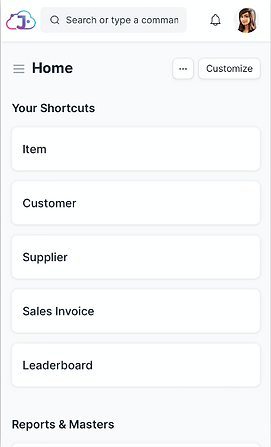 Search or type a comman
Home
Customize
Your Shortcuts
Item
Customer
Supplier
Sales Invoice
Leaderboard
Reports & Masters